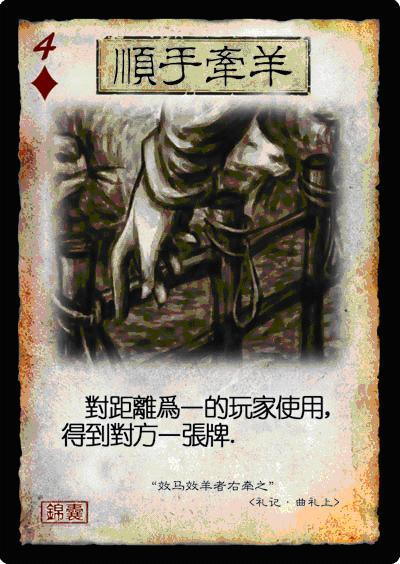 4
順手牽羊
對距離爲一的玩家使用,
得到對方一張牌.
“效马效羊者右牵之”
<礼记·曲礼上>
錦囊